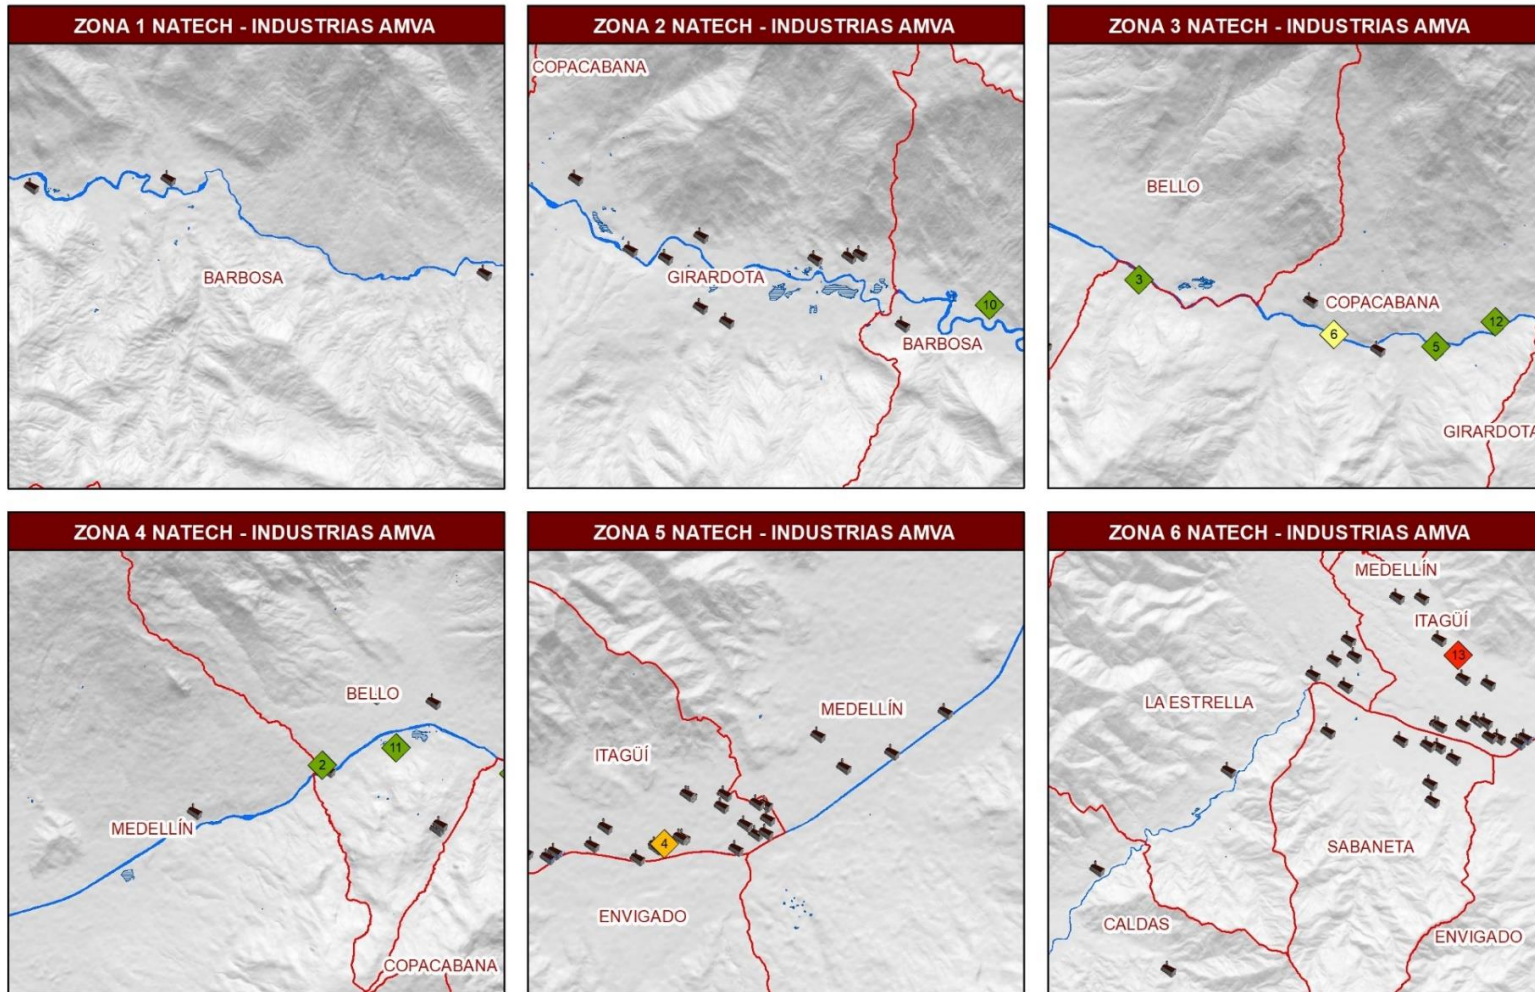 ZONA 1 NATECH - INDUSTRIAS AMVA
BARBOSA
ZONA 2 NATECH - INDUSTRIAS AMVA
COPACABANA
GIRARDOTA
10
BARBOSA
ZONA 3 NATECH - INDUSTRIAS AMVA
BELLO
3
COPACABANA
6
12
5
GIRARDOTA
ZONA 4 NATECH - INDUSTRIAS AMVA
BELLO
11
2
MEDELLÍN
COPACABANA
ZONA 5 NATECH - INDUSTRIAS AMVA
MEDELLÍN
ITAGÜÍ
4
ENVIGADO
ZONA 6 NATECH - INDUSTRIAS AMVA
MEDELLÍN
ITAGÜÍ
13
LA ESTRELLA
SABANETA
CALDAS
ENVIGADO